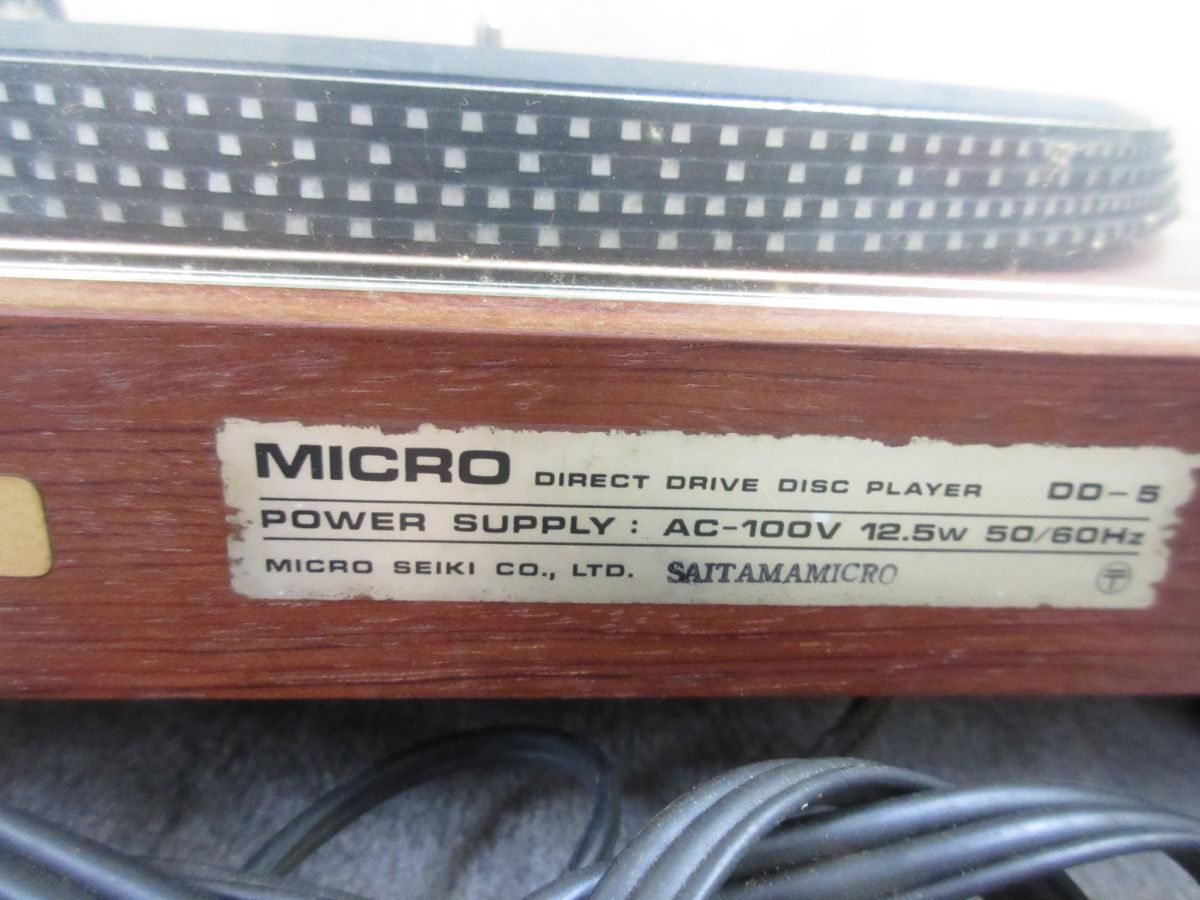 MICRO DIRECT DRIVE DISC PLAYER DD-5
POWER SUPPLY : AC-100V 12.5W 50/60Hz
MICRO SEIKI CO., LTD. SAITAMAMICRO 〒